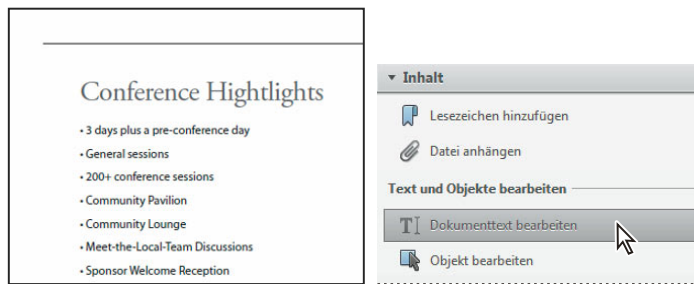 Conference Hightlights
• 3 days plus a pre-conference day
• General sessions
• 200+ conference sessions
• Community Pavilion
• Community Lounge
• Meet-the-Local-Team Discussions
• Sponsor Welcome Reception
Inhalt
Lesezeichen hinzufügen
Datei anhängen
Text und Objekte bearbeiten
Dokumenttext bearbeiten
Objekt bearbeiten